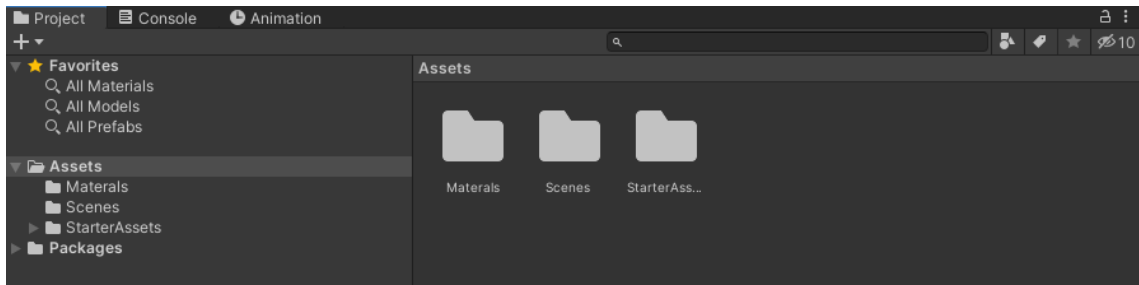 Project Console Animation
10
Favorites
All Materials
All Models
All Prefabs
Assets
Materals
Scenes
StarterAssets
Packages
Assets
Materals Scenes StarterAss...